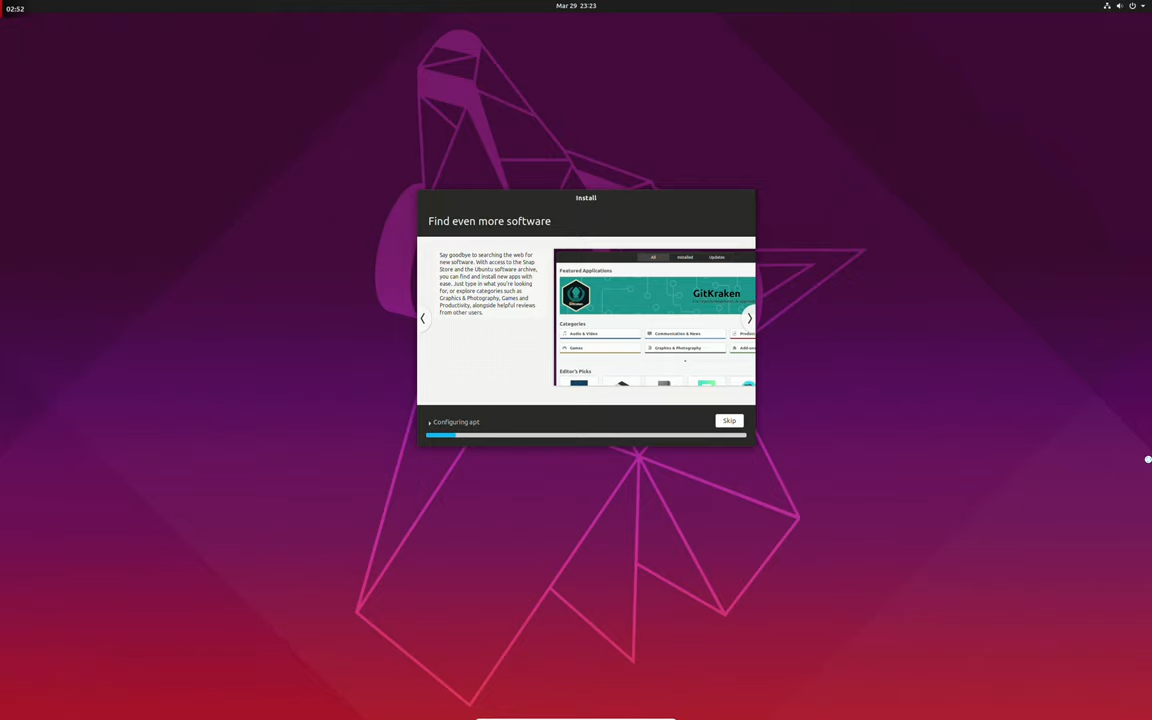 02:52
Mar 29 23:23
Install
Find even more software
Say goodbye to searching the web for
new software. With access to the Snap
Store and the Ubuntu software archive,
you can find and install new apps with
ease. Just type in what you're looking
for, or explore categories such as
Graphics & Photography, Games and
Productivity, alongside helpful reviews
from other users.
All Installed Updates
Featured Applications
GitKraken
Categories
Audio & Video Communication & News
Games Graphics & Photography
Editor's Picks
Configuring apt
Skip